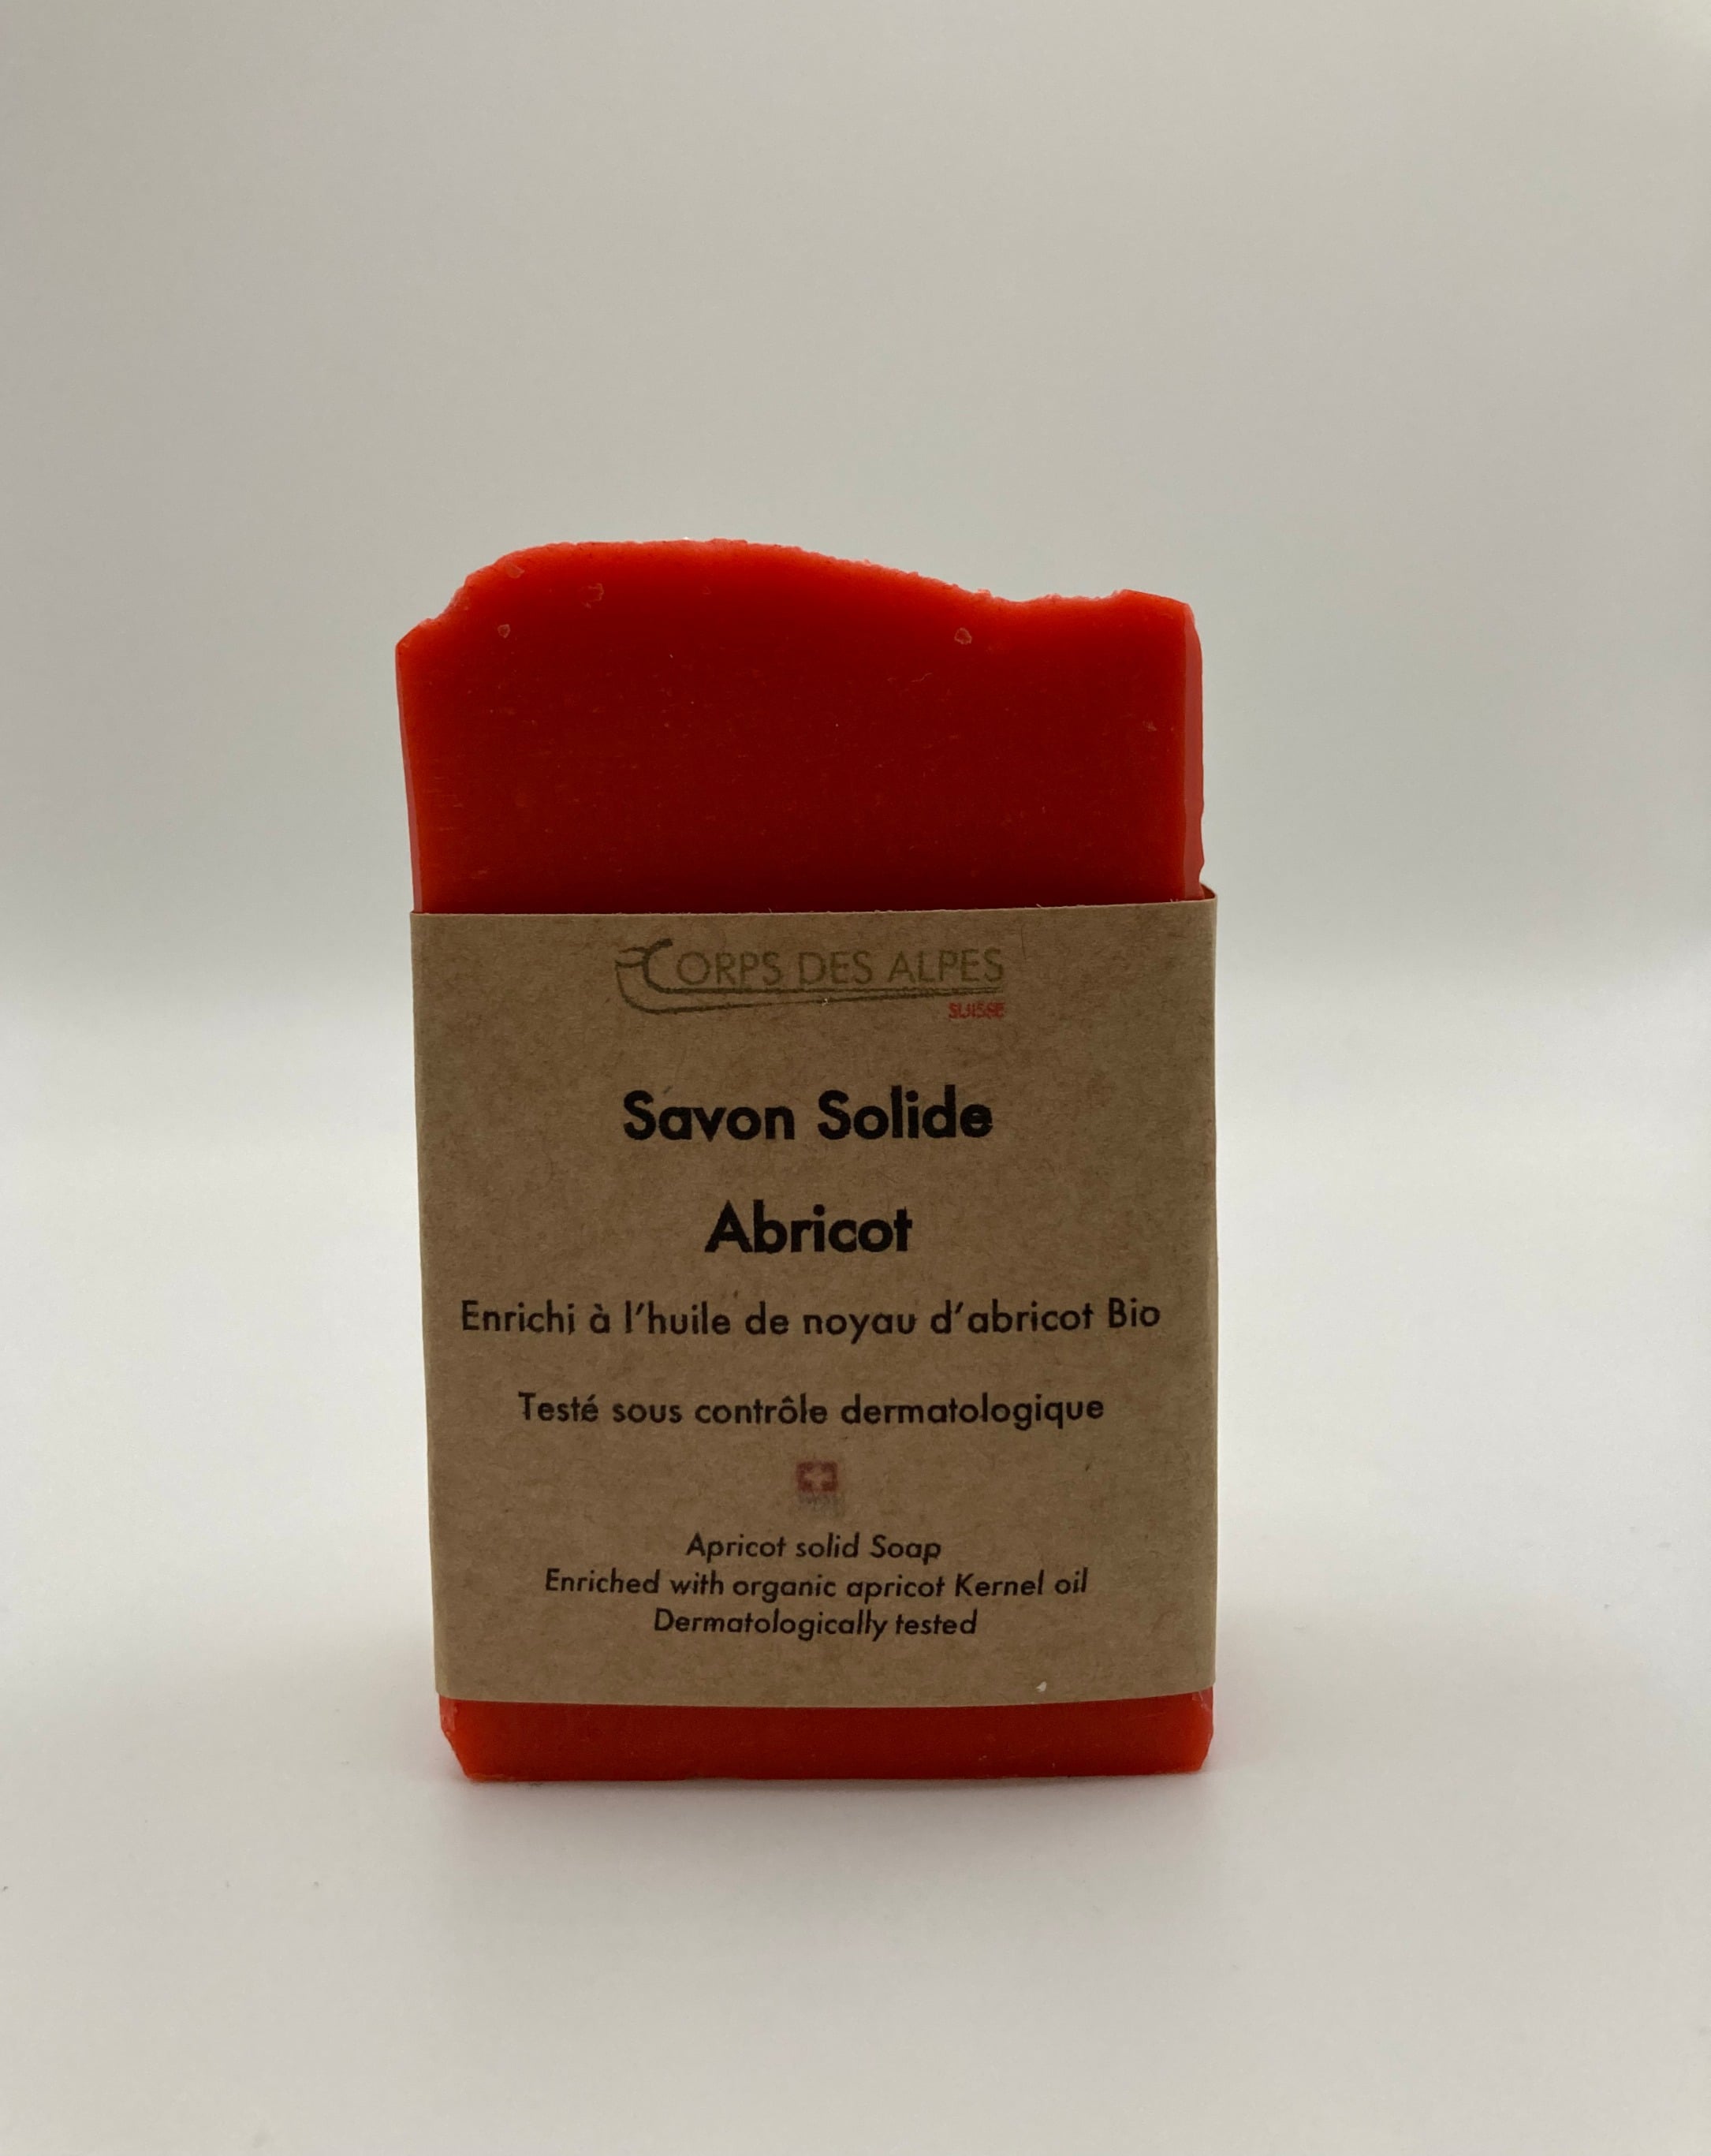 CORPS DES ALPES
SUISSE
Savon Solide
Abricot
Enrichi à l'huile de noyau d'abricot Bio
Testé sous contrôle dermatologique
Apricot solid Soap
Enriched with organic apricot Kernel oil
Dermatologically tested